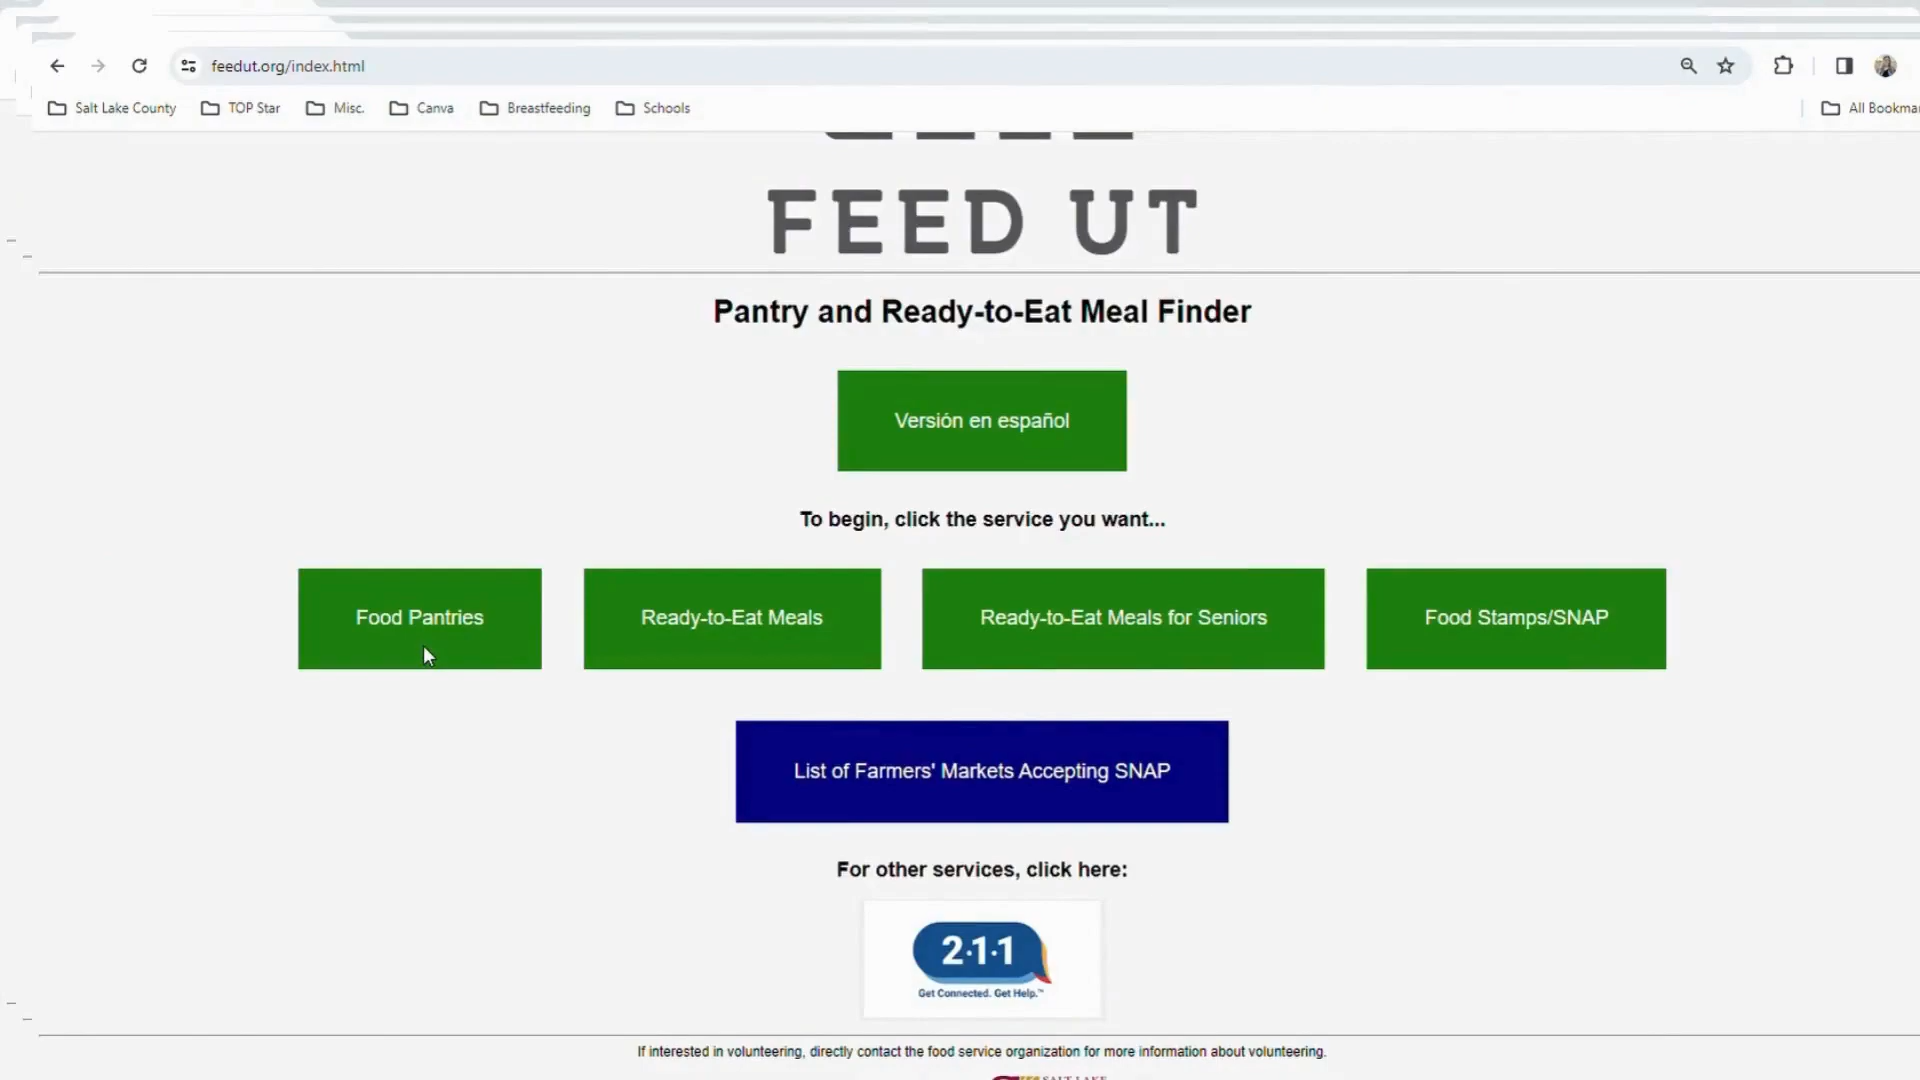 feedut.org/index.html
Salt Lake County TOP Star Misc. Canva Breastfeeding Schools All Bookma
FEED UT
Pantry and Ready-to-Eat Meal Finder
Versión en español
To begin, click the service you want...
Food Pantries Ready-to-Eat Meals Ready-to-Eat Meals for Seniors Food Stamps/SNAP
List of Farmers' Markets Accepting SNAP
For other services, click here:
2·1·1
Get Connected. Get Help.™
If interested in volunteering, directly contact the food service organization for more information about volunteering.
SALT LAKE